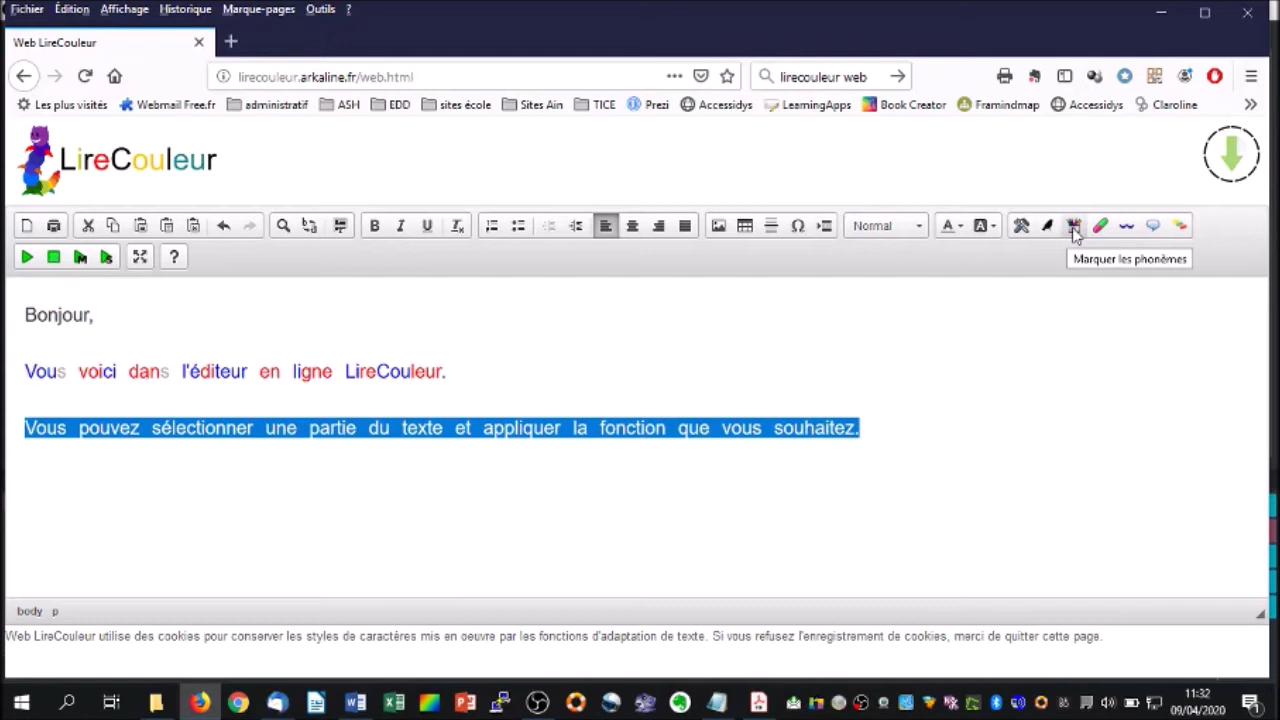 Fichier Édition Affichage Historique Marque-pages Outils ?
Web LireCouleur
lirecouleur.arkaline.fr/web.html
lirecouleur web
Les plus visités Webmail Free.fr administratif ASH EDD sites école Sites Ain TICE Prezi Accessidys LearningApps Book Creator Framindmap Accessidys Claroline
LireCouleur
B I U Tx Normal A A
M S ?
Marquer les phonèmes
Bonjour,
Vous voici dans l'éditeur en ligne LireCouleur.
Vous pouvez sélectionner une partie du texte et appliquer la fonction que vous souhaitez.
body p
Web LireCouleur utilise des cookies pour conserver les styles de caractères mis en oeuvre par les fonctions d'adaptation de texte. Si vous refusez l'enregistrement de cookies, merci de quitter cette page.
11:32
09/04/2020